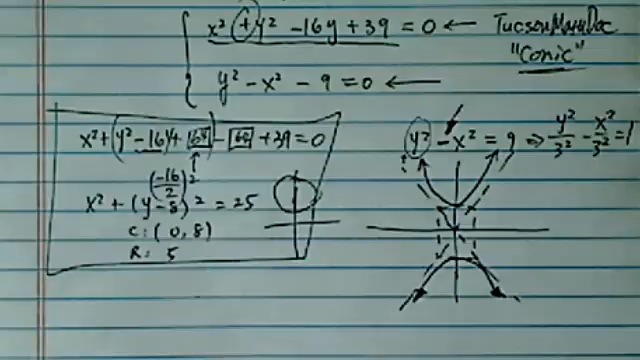 x² + y² - 16y + 39 = 0 ← TucsonMathDoc
"Conic"
y² - x² - 9 = 0 ←
x² + (y² - 16y + 64) - 64 + 39 = 0
(-16/2)²
x² + (y - 8)² = 25
C: (0, 8)
R: 5
y² - x² = 9 ⇒ y²/3² - x²/3² = 1